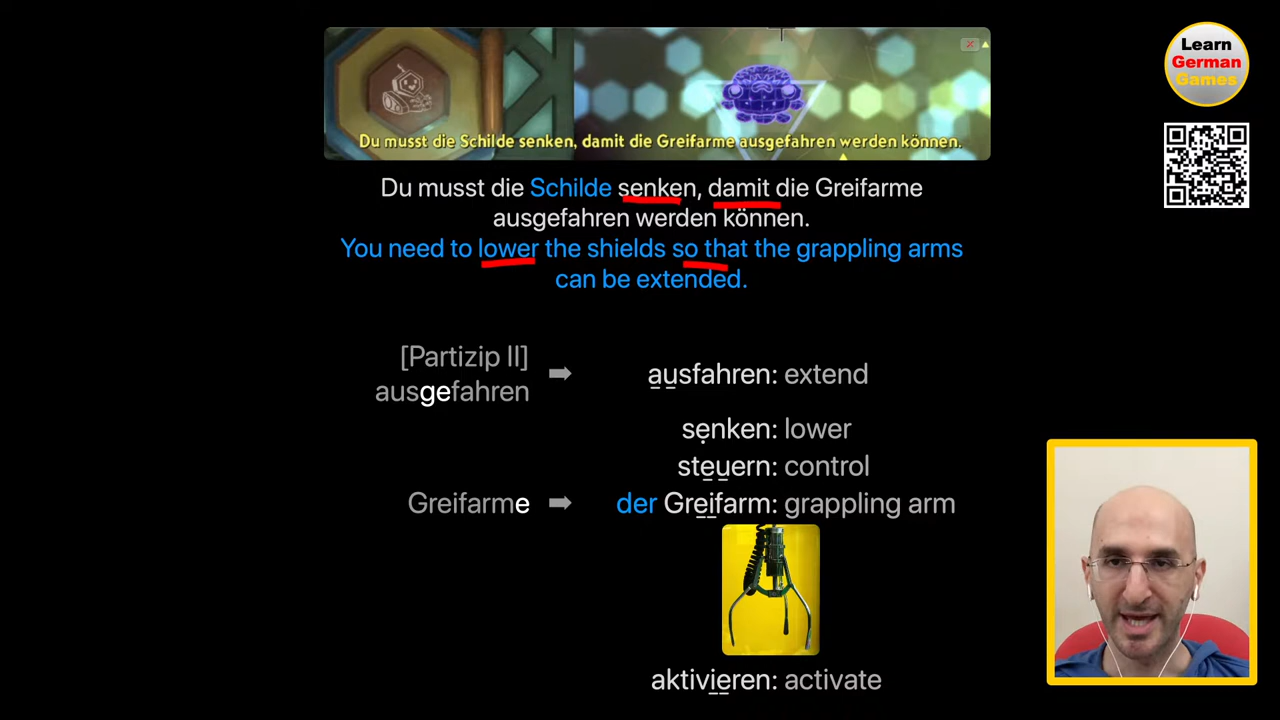 Learn
German
Games
Du musst die Schilde senken, damit die Greifarme ausgefahren werden können.
Du musst die Schilde senken, damit die Greifarme
ausgefahren werden können.
You need to lower the shields so that the grappling arms
can be extended.
[Partizip II]
ausgefahren ➡ ausfahren: extend
senken: lower
steuern: control
Greifarme ➡ der Greifarm: grappling arm
aktivieren: activate